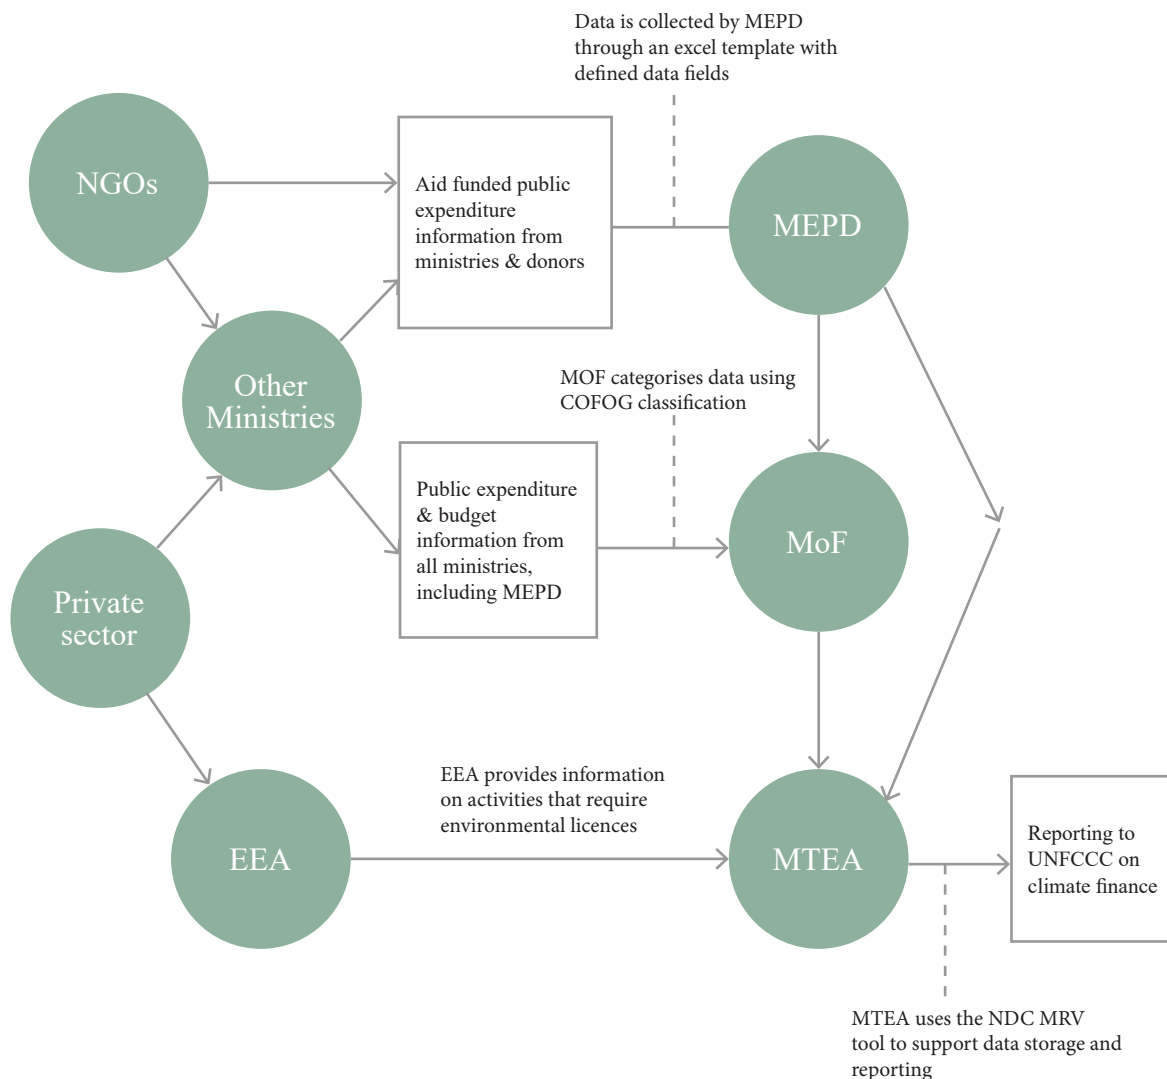 Data is collected by MEPD
through an excel template with
defined data fields
NGOs
Aid funded public
expenditure
information from
ministries & donors
MEPD
Other
Ministries
MOF categorises data using
COFOG classification
Public expenditure
& budget
information from
all ministries,
including MEPD
MoF
Private
sector
EEA provides information
on activities that require
environmental licences
EEA
MTEA
Reporting to
UNFCCC on
climate finance
MTEA uses the NDC MRV
tool to support data storage and
reporting